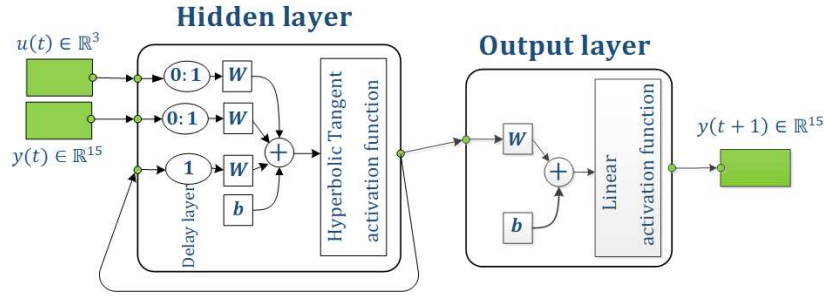 Hidden layer
u(t) ∈ ℝ³
0: 1
W
0: 1
W
y(t) ∈ ℝ¹⁵
1
W
b
+
Delay layer
Hyperbolic Tangent
activation function
Output layer
W
+
b
Linear
activation function
y(t + 1) ∈ ℝ¹⁵